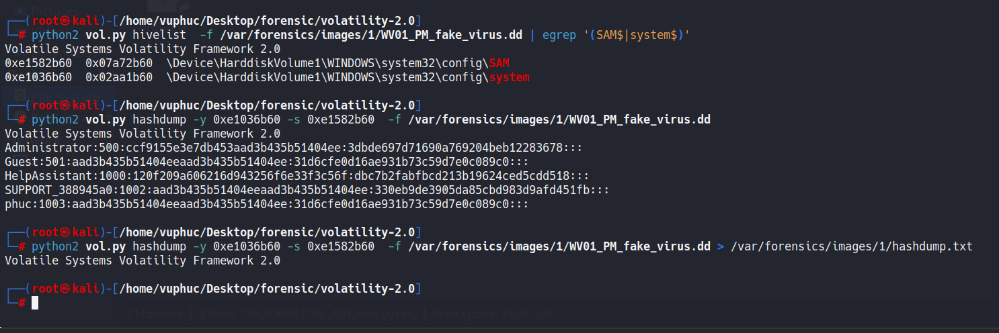 Pictures
┌──(root㉿kali)-[/home/vuphuc/Desktop/forensic/volatility-2.0]
└─# python2 vol.py hivelist  -f /var/forensics/images/1/WV01_PM_fake_virus.dd | egrep '(SAM$|system$)'
Volatile Systems Volatility Framework 2.0
0xe1582b60  0x07a72b60  \Device\HarddiskVolume1\WINDOWS\system32\config\SAM
0xe1036b60  0x02aa1b60  \Device\HarddiskVolume1\WINDOWS\system32\config\system
┌──(root㉿kali)-[/home/vuphuc/Desktop/forensic/volatility-2.0]
└─# python2 vol.py hashdump -y 0xe1036b60 -s 0xe1582b60  -f /var/forensics/images/1/WV01_PM_fake_virus.dd
Volatile Systems Volatility Framework 2.0
Administrator:500:ccf9155e3e7db453aad3b435b51404ee:3dbde697d71690a769204beb12283678:::
Guest:501:aad3b435b51404eeaad3b435b51404ee:31d6cfe0d16ae931b73c59d7e0c089c0:::
HelpAssistant:1000:120f209a606216d943256f6e33f3c56f:dbc7b2fabfbcd213b19624ced5cdd518:::
SUPPORT_388945a0:1002:aad3b435b51404eeaad3b435b51404ee:330eb9de3905da85cbd983d9afd451fb:::
phuc:1003:aad3b435b51404eeaad3b435b51404ee:31d6cfe0d16ae931b73c59d7e0c089c0:::
┌──(root㉿kali)-[/home/vuphuc/Desktop/forensic/volatility-2.0]
└─# python2 vol.py hashdump -y 0xe1036b60 -s 0xe1582b60  -f /var/forensics/images/1/WV01_PM_fake_virus.dd > /var/forensics/images/1/hashdump.txt
Volatile Systems Volatility Framework 2.0
┌──(root㉿kali)-[/home/vuphuc/Desktop/forensic/volatility-2.0]
└─#
21 folders | 4 files: 158.8 MiB (166,491,566 bytes) | Free space: 20.8 GiB